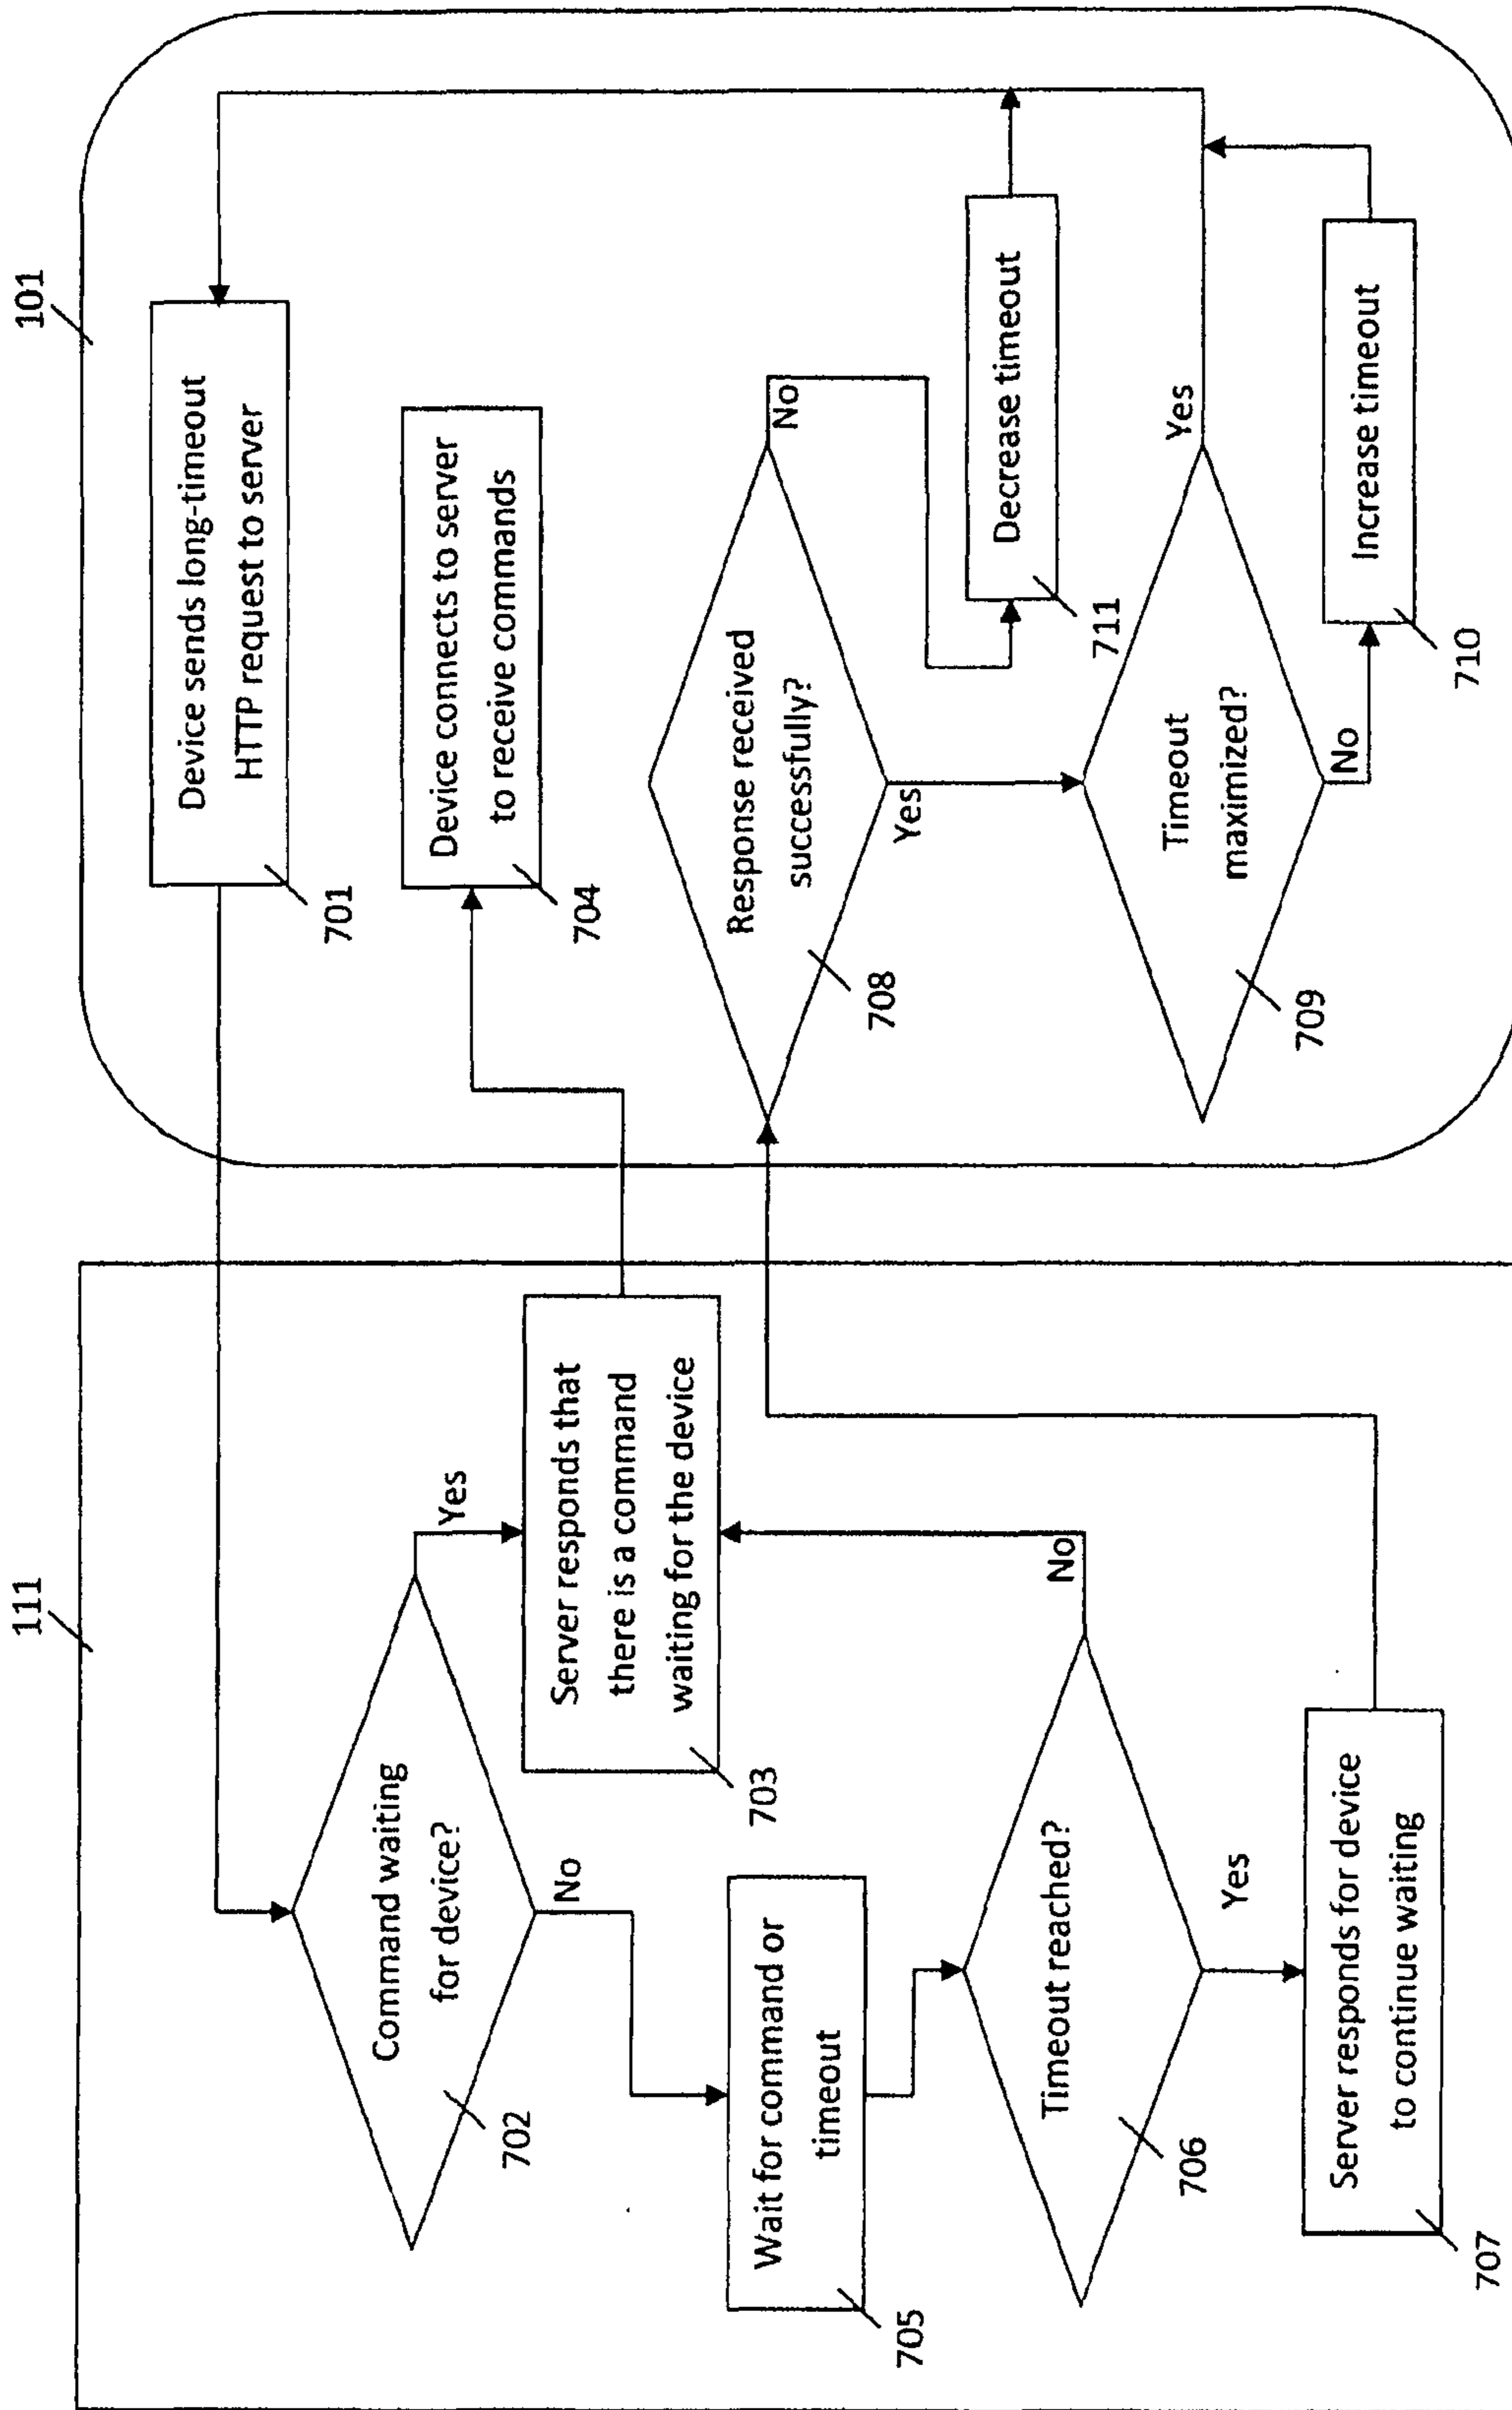 111
101
Command waiting
for device?
702
Yes
No
Server responds that
there is a command
waiting for the device
703
Wait for command or
timeout
705
Timeout reached?
706
No
Yes
Server responds for device
to continue waiting
707
Device sends long-timeout
HTTP request to server
701
Device connects to server
to receive commands
704
Response received
successfully?
708
No
Yes
Decrease timeout
711
Timeout
maximized?
709
Yes
No
Increase timeout
710